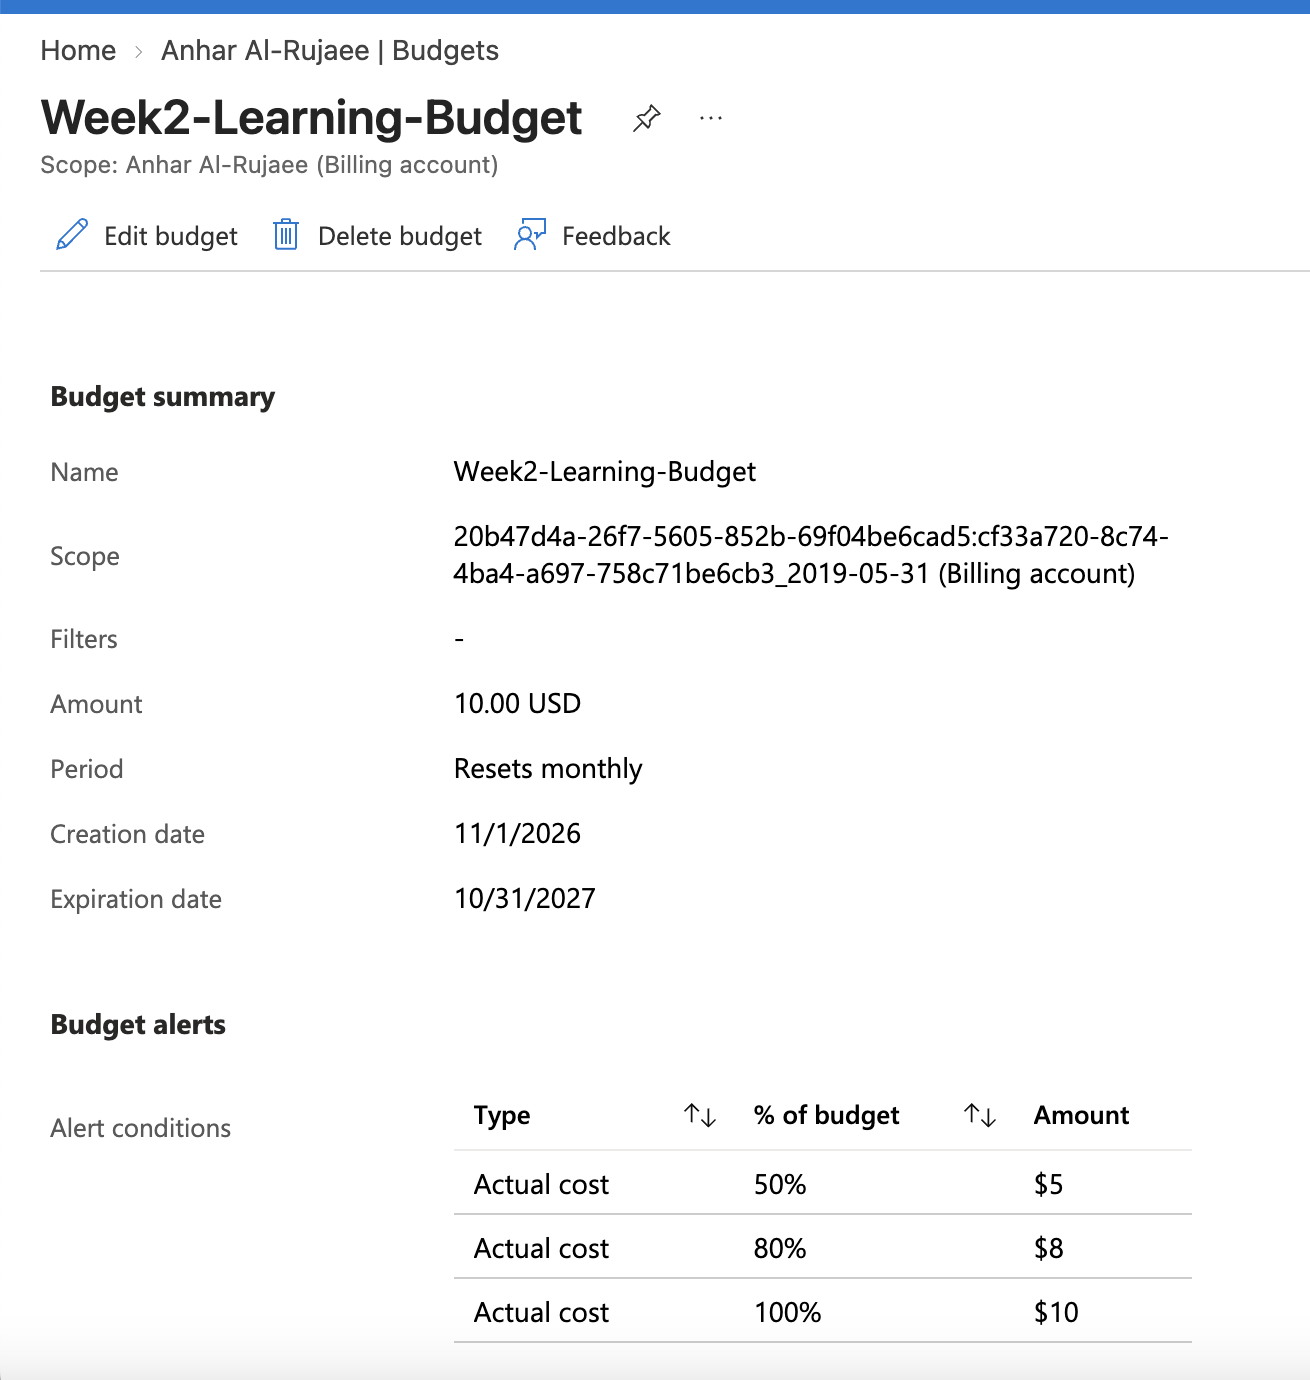 Home > Anhar Al-Rujaee | Budgets
Week2-Learning-Budget ...
Scope: Anhar Al-Rujaee (Billing account)
Edit budget Delete budget Feedback
Budget summary
Name Week2-Learning-Budget
Scope 20b47d4a-26f7-5605-852b-69f04be6cad5:cf33a720-8c74-
4ba4-a697-758c71be6cb3_2019-05-31 (Billing account)
Filters -
Amount 10.00 USD
Period Resets monthly
Creation date 11/1/2026
Expiration date 10/31/2027
Budget alerts
Alert conditions
Type ↑↓ % of budget ↑↓ Amount
Actual cost 50% $5
Actual cost 80% $8
Actual cost 100% $10